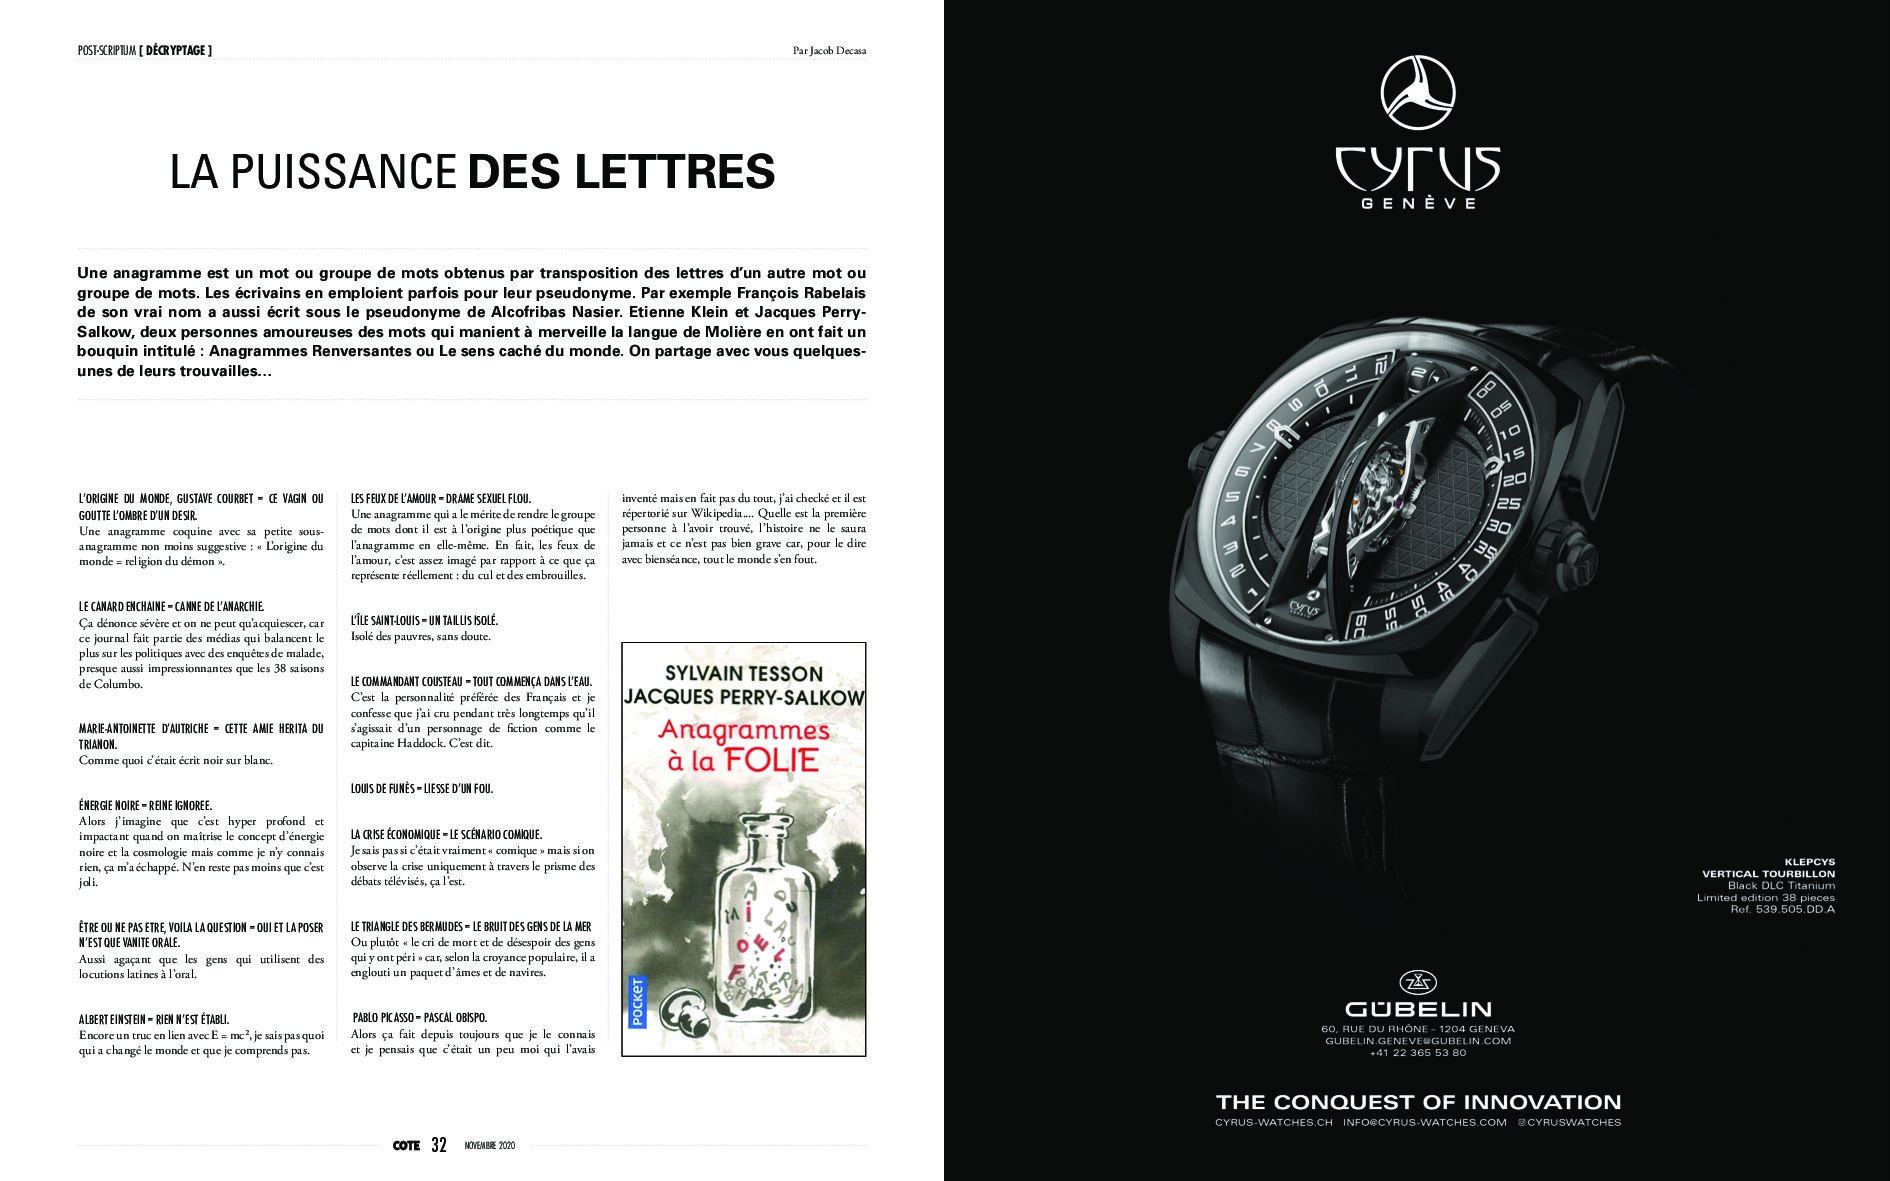 POST-SCRIPTUM [ DÉCRYPTAGE ]
Par Jacob Decasa
LA PUISSANCE DES LETTRES
Une anagramme est un mot ou groupe de mots obtenus par transposition des lettres d’un autre mot ou
groupe de mots. Les écrivains en emploient parfois pour leur pseudonyme. Par exemple François Rabelais
de son vrai nom a aussi écrit sous le pseudonyme de Alcofribas Nasier. Etienne Klein et Jacques Perry-
Salkow, deux personnes amoureuses des mots qui manient à merveille la langue de Molière en ont fait un
bouquin intitulé : Anagrammes Renversantes ou Le sens caché du monde. On partage avec vous quelques-
unes de leurs trouvailles…
L’ORIGINE DU MONDE, GUSTAVE COURBET = CE VAGIN OU
GOUTTE L’OMBRE D’UN DESIR.
Une anagramme coquine avec sa petite sous-
anagramme non moins suggestive : « L’origine du
monde = religion du démon ».
LE CANARD ENCHAINE = CANNE DE L’ANARCHIE.
Ça dénonce sévère et on ne peut qu’acquiescer, car
ce journal fait partie des médias qui balancent le
plus sur les politiques avec des enquêtes de malade,
presque aussi impressionnantes que les 38 saisons
de Columbo.
MARIE-ANTOINETTE D’AUTRICHE = CETTE AMIE HERITA DU
TRIANON.
Comme quoi c’était écrit noir sur blanc.
ÉNERGIE NOIRE = REINE IGNOREE.
Alors j’imagine que c’est hyper profond et
impactant quand on maîtrise le concept d’énergie
noire et la cosmologie mais comme je n’y connais
rien, ça m’a échappé. N’en reste pas moins que c’est
joli.
ÊTRE OU NE PAS ETRE, VOILA LA QUESTION = OUI ET LA POSER
N’EST QUE VANITE ORALE.
Aussi agaçant que les gens qui utilisent des
locutions latines à l’oral.
ALBERT EINSTEIN = RIEN N’EST ÉTABLI.
Encore un truc en lien avec E = mc², je sais pas quoi
qui a changé le monde et que je comprends pas.
LES FEUX DE L’AMOUR = DRAME SEXUEL FLOU.
Une anagramme qui a le mérite de rendre le groupe
de mots dont il est à l’origine plus poétique que
l’anagramme en elle-même. En fait, les feux de
l’amour, c’est assez imagé par rapport à ce que ça
représente réellement : du cul et des embrouilles.
L’ÎLE SAINT-LOUIS = UN TAILLIS ISOLÉ.
Isolé des pauvres, sans doute.
LE COMMANDANT COUSTEAU = TOUT COMMENÇA DANS L’EAU.
C’est la personnalité préférée des Français et je
confesse que j’ai cru pendant très longtemps qu’il
s’agissait d’un personnage de fiction comme le
capitaine Haddock. C’est dit.
LOUIS DE FUNÈS = LIESSE D’UN FOU.
LA CRISE ÉCONOMIQUE = LE SCÉNARIO COMIQUE.
Je sais pas si c’était vraiment « comique » mais si on
observe la crise uniquement à travers le prisme des
débats télévisés, ça l’est.
LE TRIANGLE DES BERMUDES = LE BRUIT DES GENS DE LA MER
Ou plutôt « le cri de mort et de désespoir des gens
qui y ont péri » car, selon la croyance populaire, il a
englouti un paquet d’âmes et de navires.
PABLO PICASSO = PASCAL OBISPO.
Alors ça fait depuis toujours que je le connais
et je pensais que c’était un peu moi qui l’avais
inventé mais en fait pas du tout, j’ai checké et il est
répertorié sur Wikipedia.... Quelle est la première
personne à l’avoir trouvé, l’histoire ne le saura
jamais et ce n’est pas bien grave car, pour le dire
avec bienséance, tout le monde s’en fout.
SYLVAIN TESSON
JACQUES PERRY-SALKOW
Anagrammes
à la FOLIE
POCKET
COTE 32 NOVEMBRE 2020
CYRUS
GENÈVE
KLEPCYS
VERTICAL TOURBILLON
Black DLC Titanium
Limited edition 38 pieces
Ref. 539.505.DD.A
GÜBELIN
60, RUE DU RHÔNE – 1204 GENEVA
GUBELIN.GENEVE@GUBELIN.COM
+41 22 365 53 80
THE CONQUEST OF INNOVATION
CYRUS-WATCHES.CH INFO@CYRUS-WATCHES.COM CYRUSWATCHES